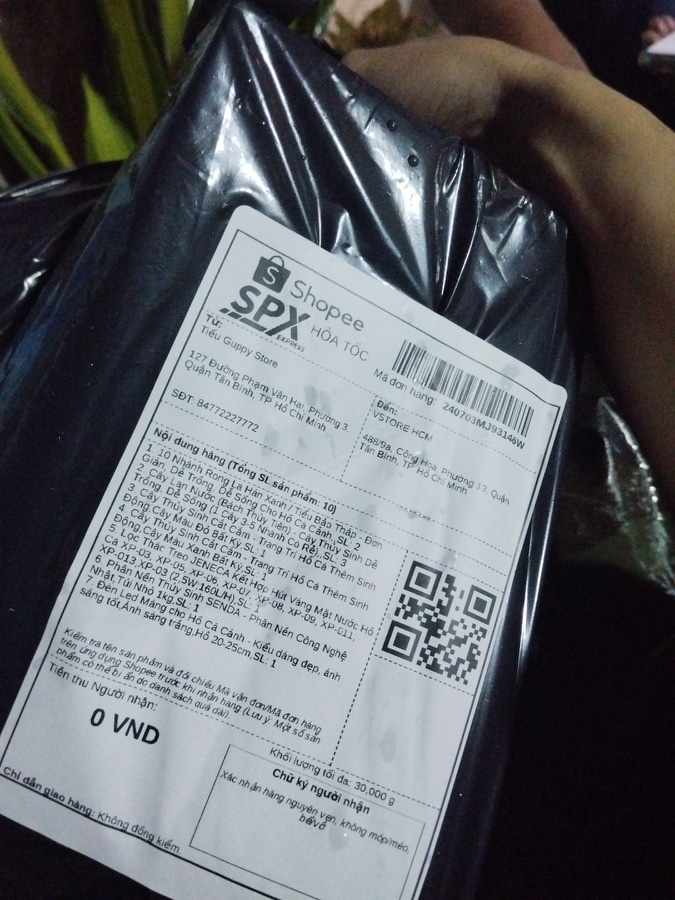 Shopee
SPX
EXPRESS
HỎA TỐC
Mã đơn hàng: 240703MJ93146W
Từ:
Tiểu Guppy Store
127 Đường Phạm Văn Hai, Phường 3,
Quận Tân Bình, TP Hồ Chí Minh
SĐT: 84772227772
Đến:
VSTORE HCM
488/9a, Cộng Hoà, Phường 13, Quận
Tân Bình, TP Hồ Chí Minh
Nội dung hàng (Tổng SL sản phẩm: 10)
1. 10 Nhánh Rong La Hán Xanh / Tiểu Bảo Tháp - Đơn
Giản, Dễ Trồng, Dễ Sống Cho Hồ Cá Cảnh, SL: 2
2. Cây Lan Nước (Bách Thủy Tiên) - Cây Thủy Sinh Dễ
Trồng, Dễ Sống (1 Cây 3-5 Nhánh Có Rễ),SL: 3
3. Cây Thủy Sinh Cắt Cắm - Trang Trí Hồ Cá Thêm Sinh
Động,Cây Màu Đỏ Bất Kỳ,SL: 1
4. Cây Thủy Sinh Cắt Cắm - Trang Trí Hồ Cá Thêm Sinh
Động,Cây Màu Xanh Bất Kỳ,SL: 1
5. Lọc Thác Treo JENECA Kết Hợp Hút Váng Mặt Nước Hồ
Cá XP-03, XP-05, XP-06, XP-07, XP-08, XP-09, XP-011,
XP-013,XP-03 (2,5W,160L/H),SL: 1
6. Phân Nền Thủy Sinh SENDA - Phân Nền Công Nghệ
Nhật,Túi Nhỏ 1kg,SL: 1
7. Đèn Led Máng cho Hồ Cá Cảnh - Kiểu dáng đẹp, ánh
sáng tốt,Ánh sáng trắng,Hồ 20-25cm,SL: 1
Kiểm tra tên sản phẩm và đối chiếu Mã vận đơn/Mã đơn hàng
trên ứng dụng Shopee trước khi nhận hàng (Lưu ý: Một số sản
phẩm có thể bị ẩn do danh sách quá dài).
Tiền thu Người nhận:
0 VND
Khối lượng tối đa: 30,000 g
Chữ ký người nhận
Xác nhận hàng nguyên vẹn, không móp/méo,
bể/vỡ
Chỉ dẫn giao hàng: Không đồng kiểm.